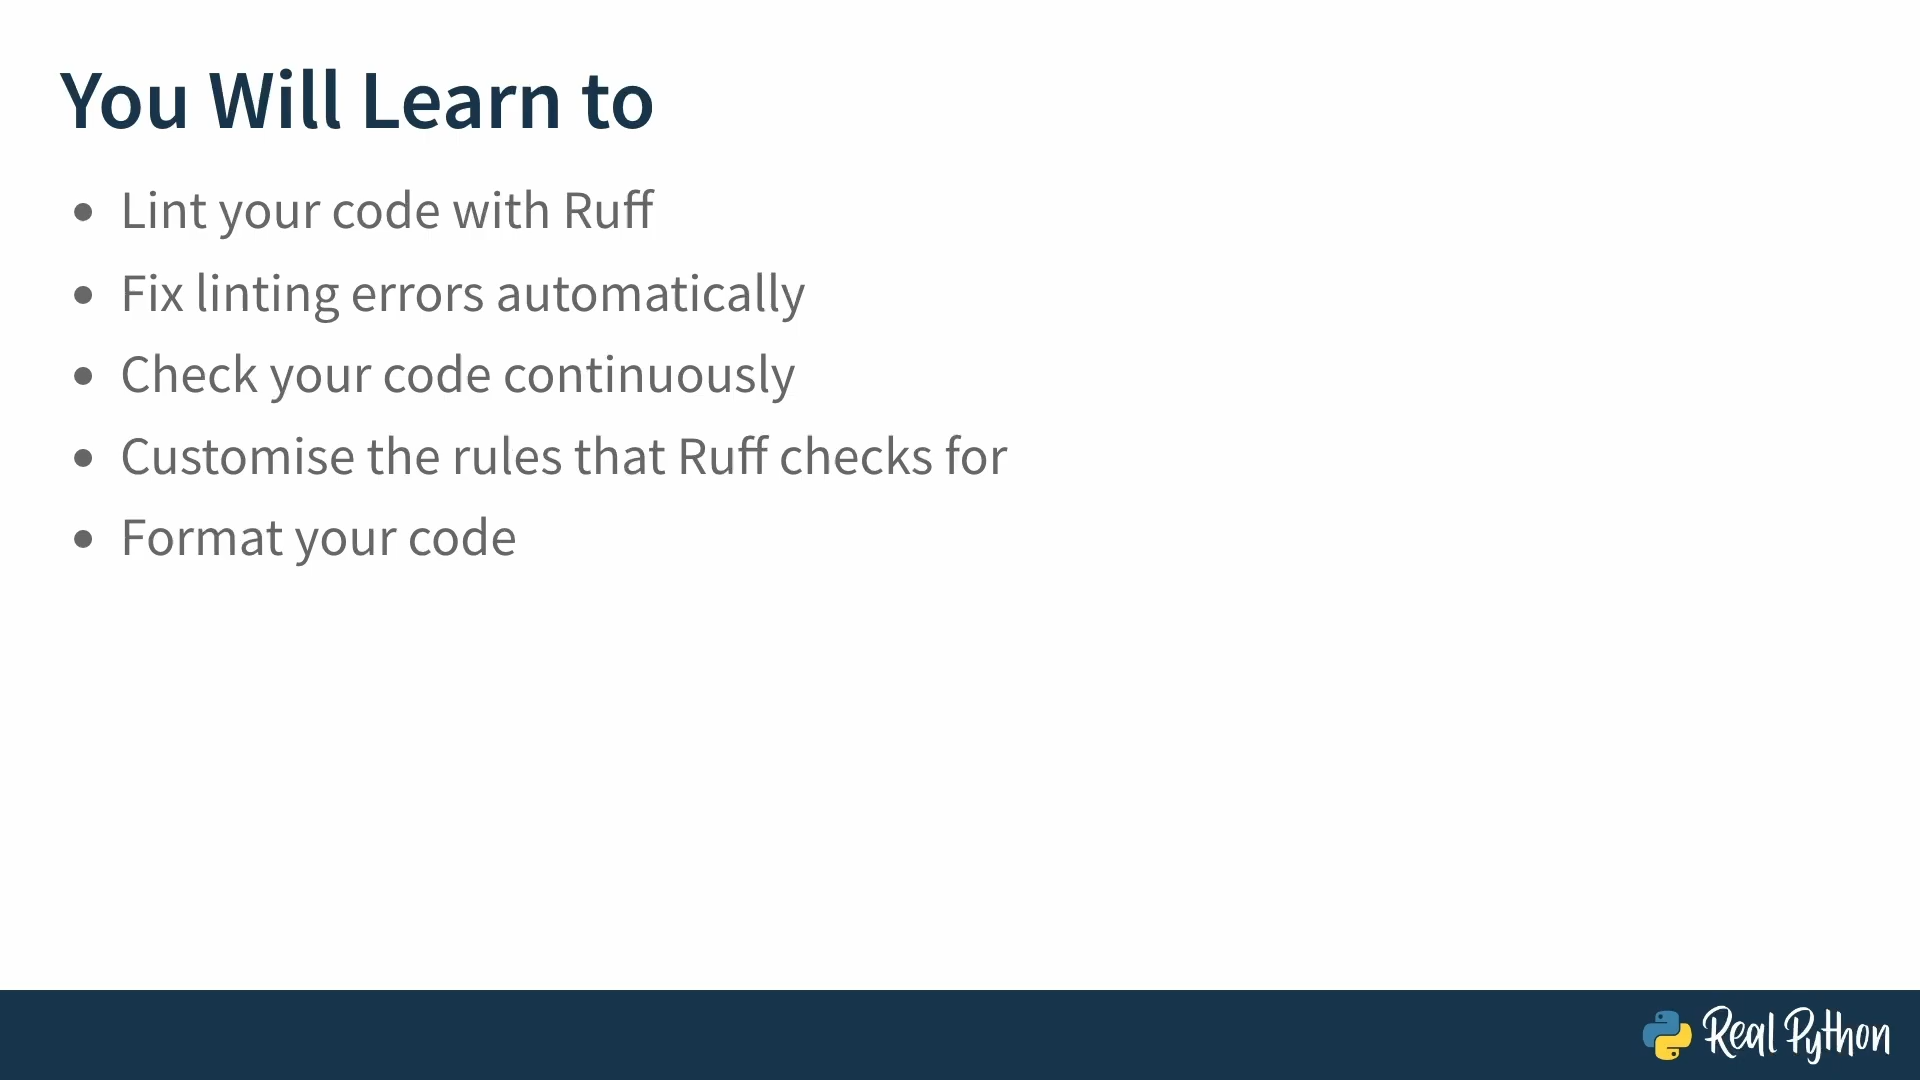 You Will Learn to
• Lint your code with Ruff
• Fix linting errors automatically
• Check your code continuously
• Customise the rules that Ruff checks for
• Format your code
Real Python